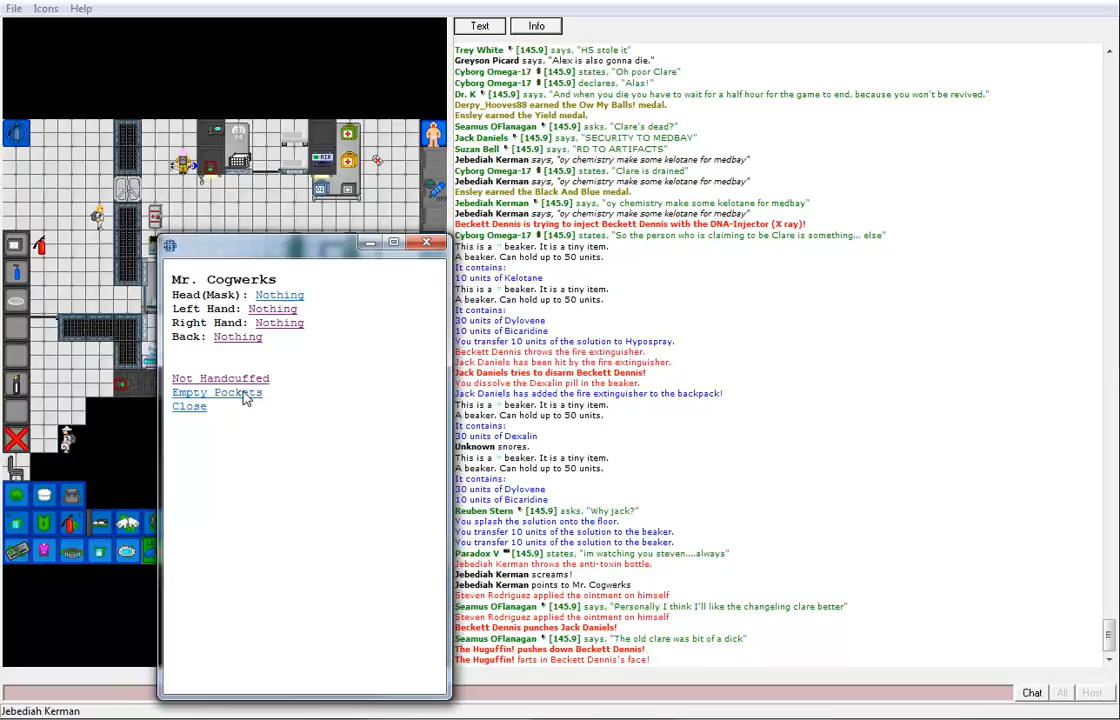 File Icons Help
Text Info
Trey White [145.9] says, "HS stole it"
Greyson Picard says, "Alex is also gonna die."
Cyborg Omega-17 [145.9] states, "Oh poor Clare"
Cyborg Omega-17 [145.9] declares, "Alas!"
Dr. K [145.9] says, "And when you die you have to wait for a half hour for the game to end, because you won't be revived."
Derpy_Hooves88 earned the Ow My Balls! medal.
Ensley earned the Yield medal.
Seamus OFlanagan [145.9] asks, "Clare's dead?"
Jack Daniels [145.9] says, "SECURITY TO MEDBAY"
Suzan Bell [145.9] says, "RD TO ARTIFACTS"
Jebediah Kerman says, "oy chemistry make some kelotane for medbay"
Cyborg Omega-17 [145.9] states, "Clare is drained"
Jebediah Kerman says, "oy chemistry make some kelotane for medbay"
Ensley earned the Black And Blue medal.
Jebediah Kerman [145.9] says, "oy chemistry make some kelotane for medbay"
Jebediah Kerman says, "oy chemistry make some kelotane for medbay"
Beckett Dennis is trying to inject Beckett Dennis with the DNA-Injector (X ray)!
Cyborg Omega-17 [145.9] states, "So the person who is claiming to be Clare is something... else"
This is a beaker. It is a tiny item.
A beaker. Can hold up to 50 units.
It contains:
10 units of Kelotane
This is a beaker. It is a tiny item.
A beaker. Can hold up to 50 units.
It contains:
30 units of Dylovene
10 units of Bicaridine
You transfer 10 units of the solution to Hypospray.
Beckett Dennis throws the fire extinguisher.
Jack Daniels has been hit by the fire extinguisher.
Jack Daniels tries to disarm Beckett Dennis!
You dissolve the Dexalin pill in the beaker.
Jack Daniels has added the fire extinguisher to the backpack!
This is a beaker. It is a tiny item.
A beaker. Can hold up to 50 units.
It contains:
30 units of Dexalin
Unknown snores.
This is a beaker. It is a tiny item.
A beaker. Can hold up to 50 units.
It contains:
30 units of Dylovene
10 units of Bicaridine
Reuben Stern [145.9] asks, "Why jack?"
You splash the solution onto the floor.
You transfer 10 units of the solution to the beaker.
You transfer 10 units of the solution to the beaker.
Paradox V [145.9] states, "im watching you steven....always"
Jebediah Kerman throws the anti-toxin bottle.
Jebediah Kerman screams!
Jebediah Kerman points to Mr. Cogwerks
Steven Rodriguez applied the ointment on himself
Seamus OFlanagan [145.9] says, "Personally I think I'll like the changeling clare better"
Steven Rodriguez applied the ointment on himself
Beckett Dennis punches Jack Daniels!
Seamus OFlanagan [145.9] says, "The old clare was bit of a dick"
The Huguffin! pushes down Beckett Dennis!
The Huguffin! farts in Beckett Dennis's face!
Mr. Cogwerks
Head(Mask): Nothing
Left Hand: Nothing
Right Hand: Nothing
Back: Nothing
Not Handcuffed
Empty Pockets
Close
AIR
OFF
Chat Alt Host
Jebediah Kerman